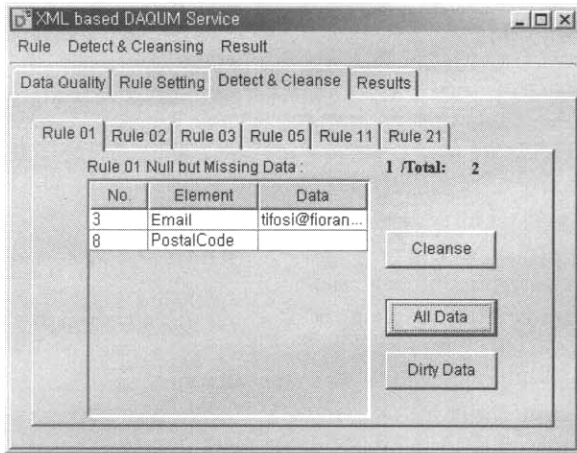 XML based DAQUM Service
Rule Detect & Cleansing Result
Data Quality Rule Setting Detect & Cleanse Results
Rule 01 Rule 02 Rule 03 Rule 05 Rule 11 Rule 21
Rule 01 Null but Missing Data : 1 /Total: 2
No. Element Data
3 Email tifosi@fioran...
8 PostalCode
Cleanse
All Data
Dirty Data